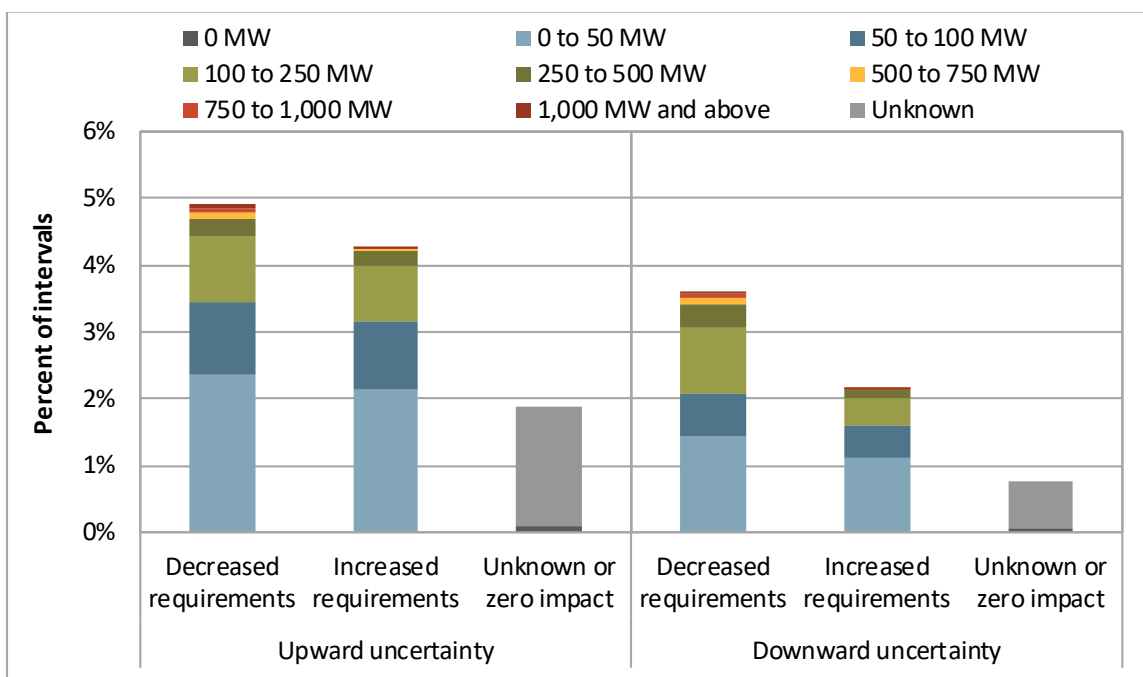 0 MW
0 to 50 MW
50 to 100 MW
100 to 250 MW
250 to 500 MW
500 to 750 MW
750 to 1,000 MW
1,000 MW and above
Unknown
Percent of intervals
6%
5%
4%
3%
2%
1%
0%
Decreased
requirements
Increased
requirements
Unknown or
zero impact
Decreased
requirements
Increased
requirements
Unknown or
zero impact
Upward uncertainty
Downward uncertainty